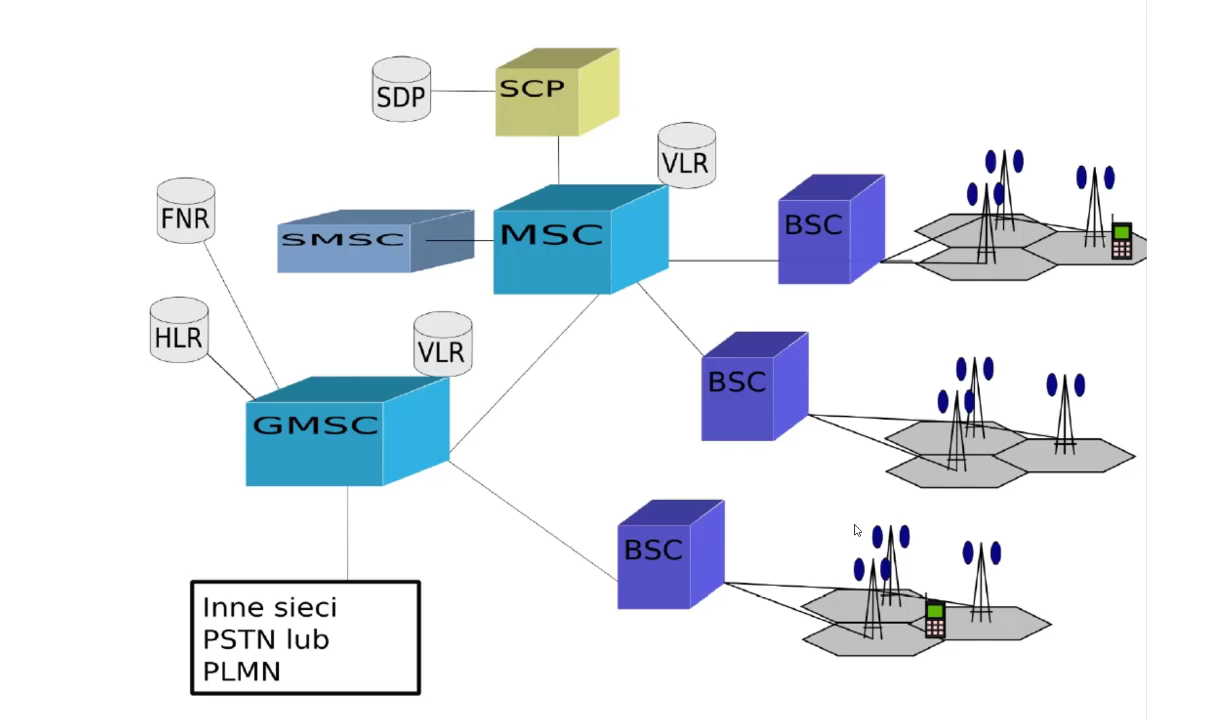 SDP
SCP
VLR
FNR
SMSC
MSC
BSC
HLR
VLR
GMSC
BSC
BSC
Inne sieci
PSTN lub
PLMN